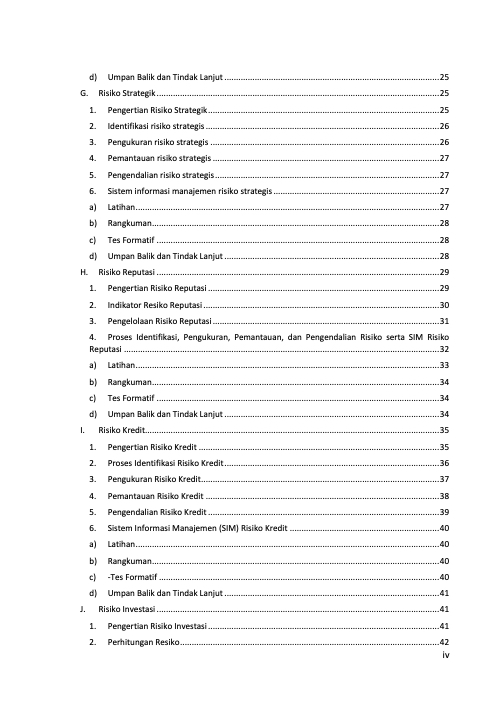 d) Umpan Balik dan Tindak Lanjut ........ 25
G. Risiko Strategik ........ 25
1. Pengertian Risiko Strategik ........ 25
2. Identifikasi risiko strategis ........ 26
3. Pengukuran risiko strategis ........ 26
4. Pemantauan risiko strategis ........ 27
5. Pengendalian risiko strategis ........ 27
6. Sistem informasi manajemen risiko strategis ........ 27
a) Latihan ........ 27
b) Rangkuman ........ 28
c) Tes Formatif ........ 28
d) Umpan Balik dan Tindak Lanjut ........ 28
H. Risiko Reputasi ........ 29
1. Pengertian Risiko Reputasi ........ 29
2. Indikator Resiko Reputasi ........ 30
3. Pengelolaan Risiko Reputasi ........ 31
4. Proses Identifikasi, Pengukuran, Pemantauan, dan Pengendalian Risiko serta SIM Risiko
Reputasi ........ 32
a) Latihan ........ 33
b) Rangkuman ........ 34
c) Tes Formatif ........ 34
d) Umpan Balik dan Tindak Lanjut ........ 34
I. Risiko Kredit ........ 35
1. Pengertian Risiko Kredit ........ 35
2. Proses Identifikasi Risiko Kredit ........ 36
3. Pengukuran Risiko Kredit ........ 37
4. Pemantauan Risiko Kredit ........ 38
5. Pengendalian Risiko Kredit ........ 39
6. Sistem Informasi Manajemen (SIM) Risiko Kredit ........ 40
a) Latihan ........ 40
b) Rangkuman ........ 40
c) -Tes Formatif ........ 40
d) Umpan Balik dan Tindak Lanjut ........ 41
J. Risiko Investasi ........ 41
1. Pengertian Risiko Investasi ........ 41
2. Perhitungan Resiko ........ 42
iv